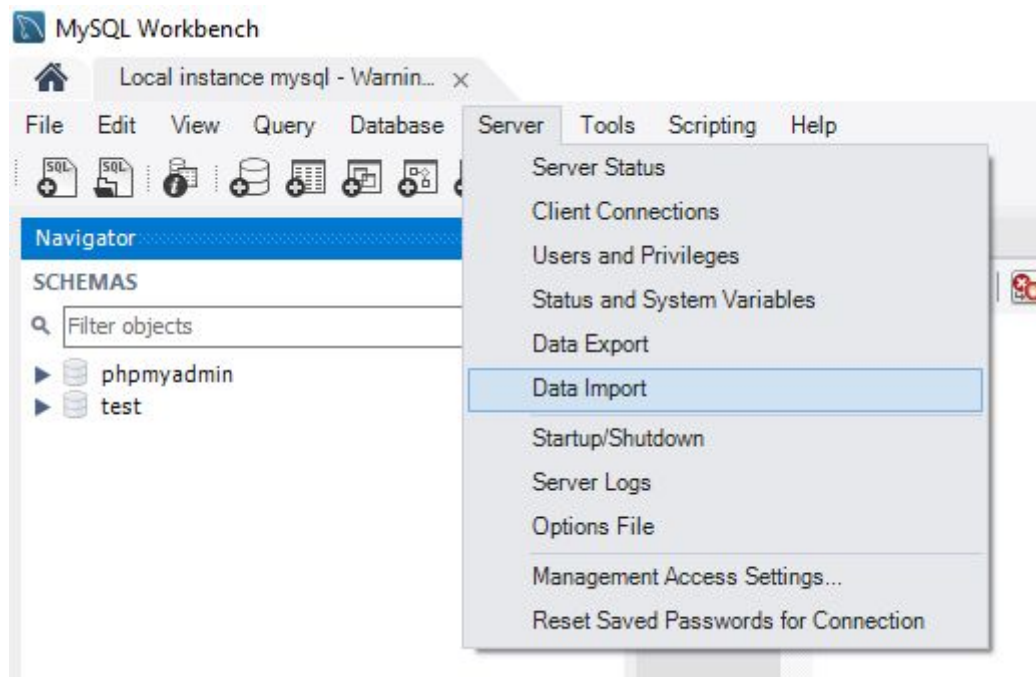 MySQL Workbench
Local instance mysql - Warnin...
File Edit View Query Database Server Tools Scripting Help
SQL SQL
Server Status
Client Connections
Navigator
Users and Privileges
SCHEMAS
Status and System Variables
Filter objects
Data Export
phpmyadmin
Data Import
test
Startup/Shutdown
Server Logs
Options File
Management Access Settings...
Reset Saved Passwords for Connection